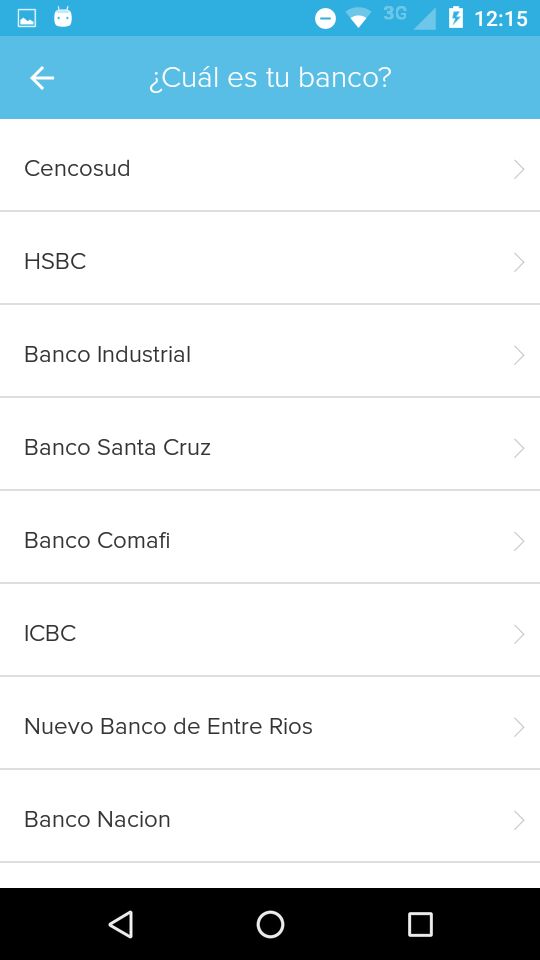 3G 12:15
¿Cuál es tu banco?
Cencosud
HSBC
Banco Industrial
Banco Santa Cruz
Banco Comafi
ICBC
Nuevo Banco de Entre Rios
Banco Nacion